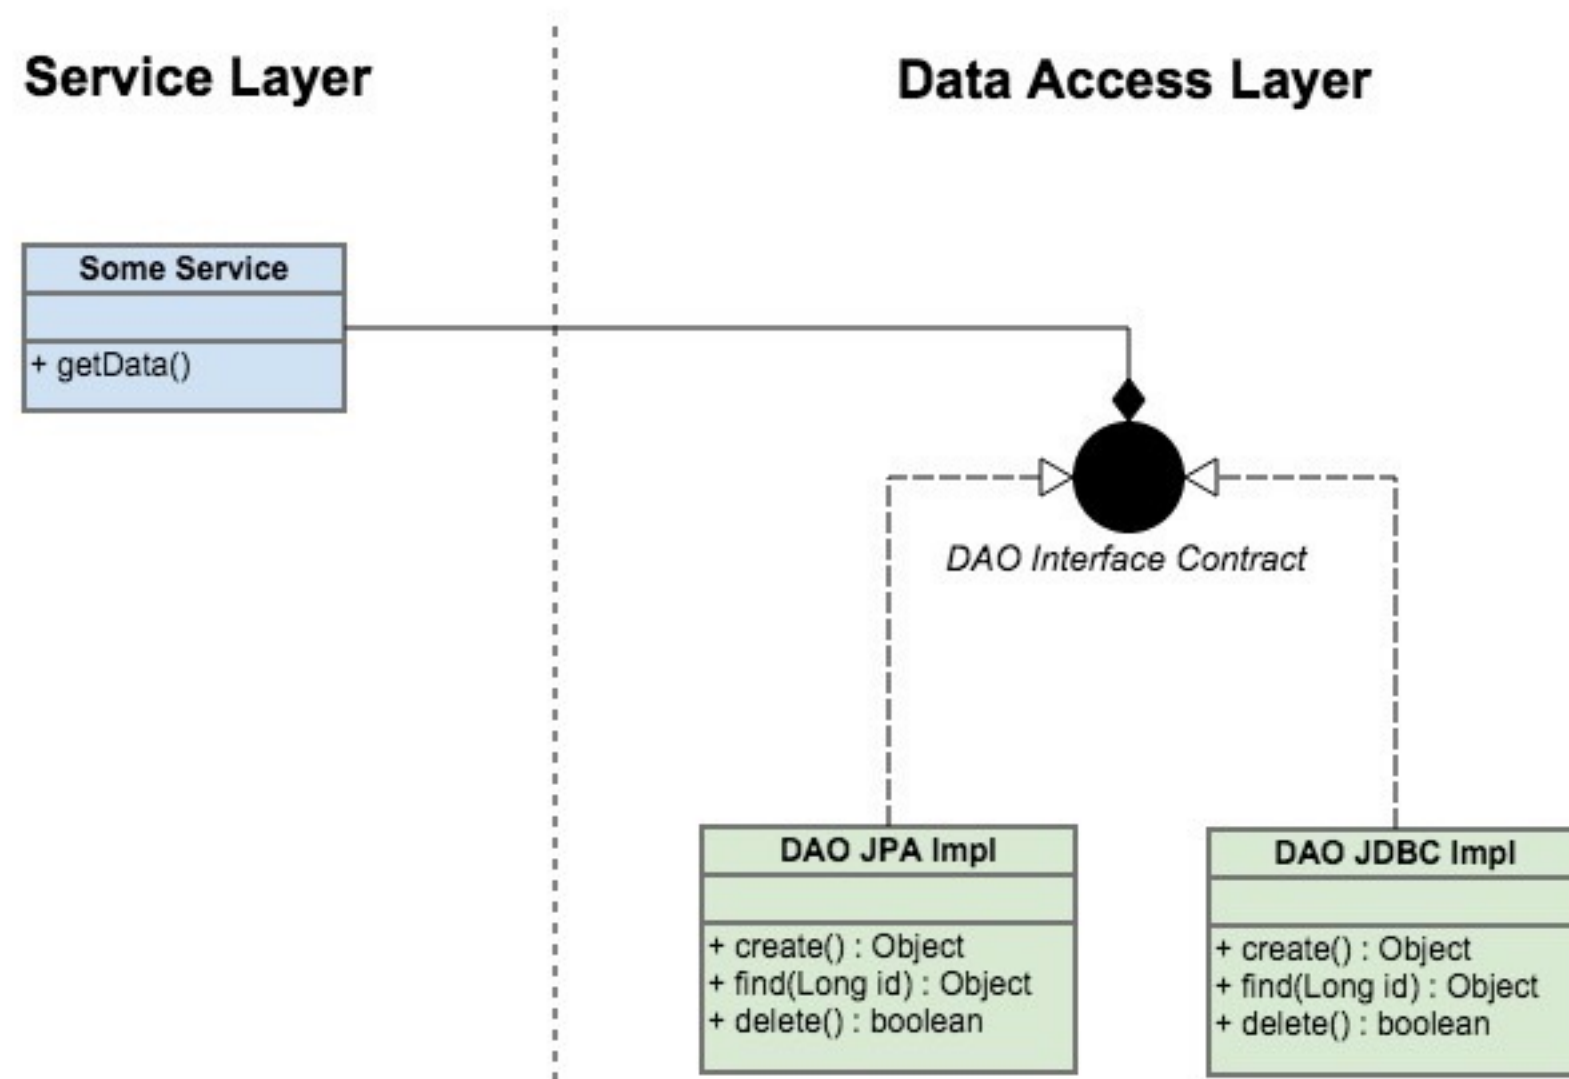 Service Layer
Data Access Layer
Some Service
+ getData()
DAO Interface Contract
DAO JPA Impl
+ create() : Object
+ find(Long id) : Object
+ delete() : boolean
DAO JDBC Impl
+ create() : Object
+ find(Long id) : Object
+ delete() : boolean